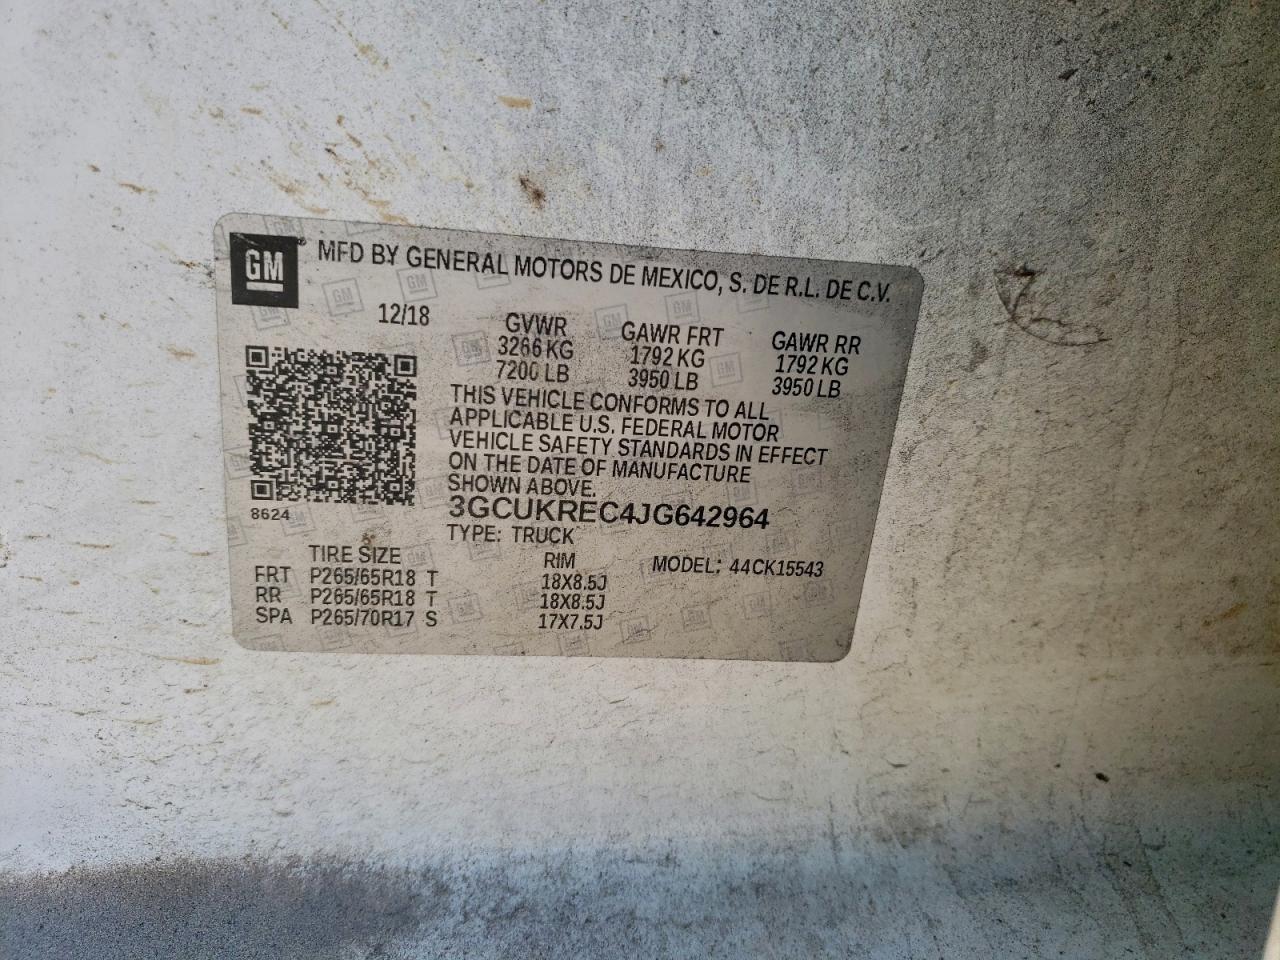 GM
MFD BY GENERAL MOTORS DE MEXICO, S. DE R.L. DE C.V.
12/18
GVWR GAWR FRT GAWR RR
3266 KG 1792 KG 1792 KG
7200 LB 3950 LB 3950 LB
THIS VEHICLE CONFORMS TO ALL
APPLICABLE U.S. FEDERAL MOTOR
VEHICLE SAFETY STANDARDS IN EFFECT
ON THE DATE OF MANUFACTURE
SHOWN ABOVE.
8624
3GCUKREC4JG642964
TYPE: TRUCK
TIRE SIZE RIM MODEL: 44CK15543
FRT P265/65R18 T 18X8.5J
RR P265/65R18 T 18X8.5J
SPA P265/70R17 S 17X7.5J